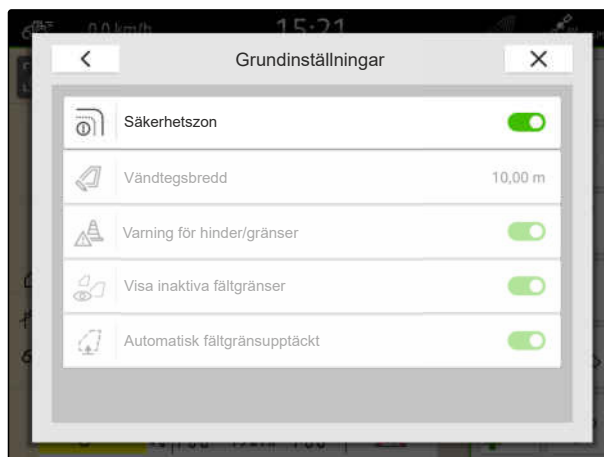 0.0 km/h 15:21
Grundinställningar
Säkerhetszon
Vändtegsbredd 10,00 m
Varning för hinder/gränser
Visa inaktiva fältgränser
Automatisk fältgränsupptäckt